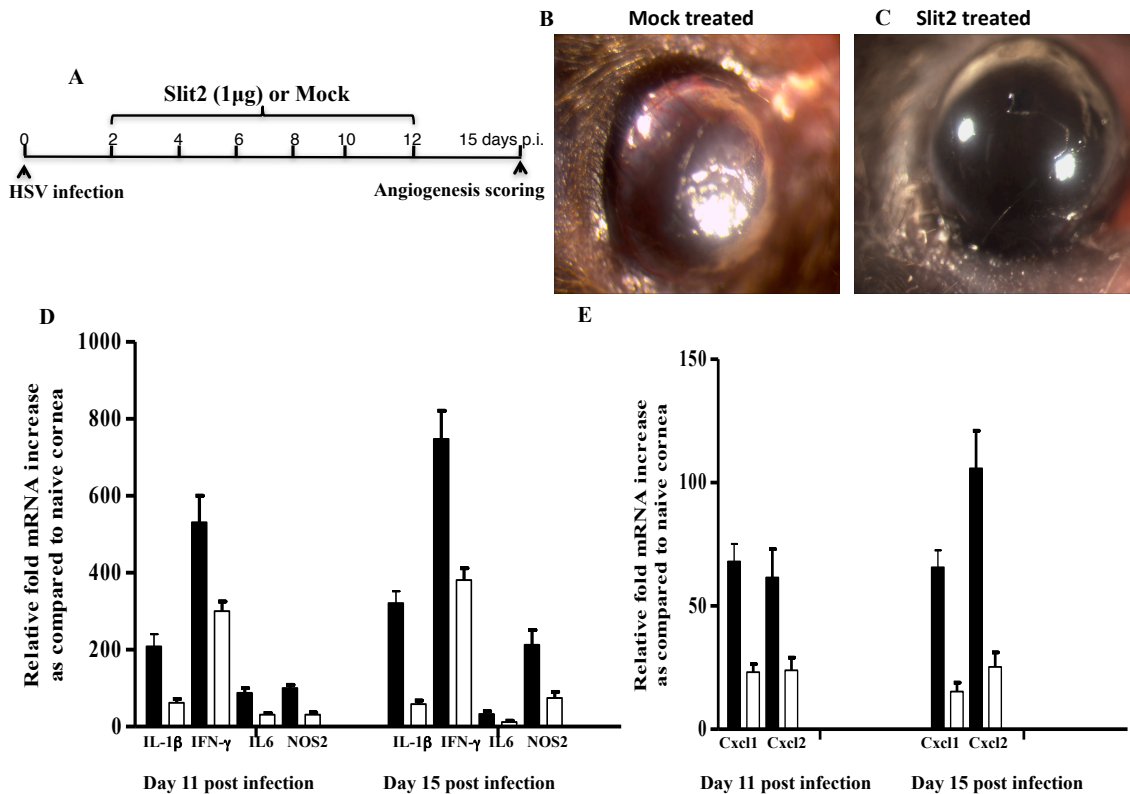 A
Slit2 (1µg) or Mock
0
2
4
6
8
10
12
15 days p.i.
HSV infection
Angiogenesis scoring
B
Mock treated
C
Slit2 treated
D
Relative fold mRNA increase
as compared to naive cornea
1000
800
600
400
200
0
IL-1β IFN-γ IL6 NOS2
IL-1β IFN-γ IL6 NOS2
Day 11 post infection
Day 15 post infection
E
Relative fold mRNA increase
as compared to naive cornea
150
100
50
0
Cxcl1 Cxcl2
Cxcl1 Cxcl2
Day 11 post infection
Day 15 post infection